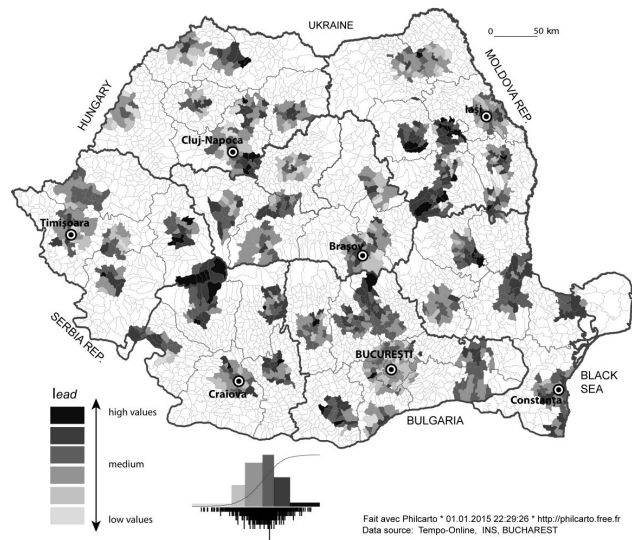 UKRAINE
0 50 km
HUNGARY
MOLDOVA REP.
Iaşi
Cluj-Napoca
Timişoara
Braşov
SERBIA REP.
BUCUREŞTI
BLACK
SEA
Craiova
Constanţa
BULGARIA
lead
high values
medium
low values
Fait avec Philcarto * 01.01.2015 22:29:26 * http://philcarto.free.fr
Data source: Tempo-Online, INS, BUCHAREST